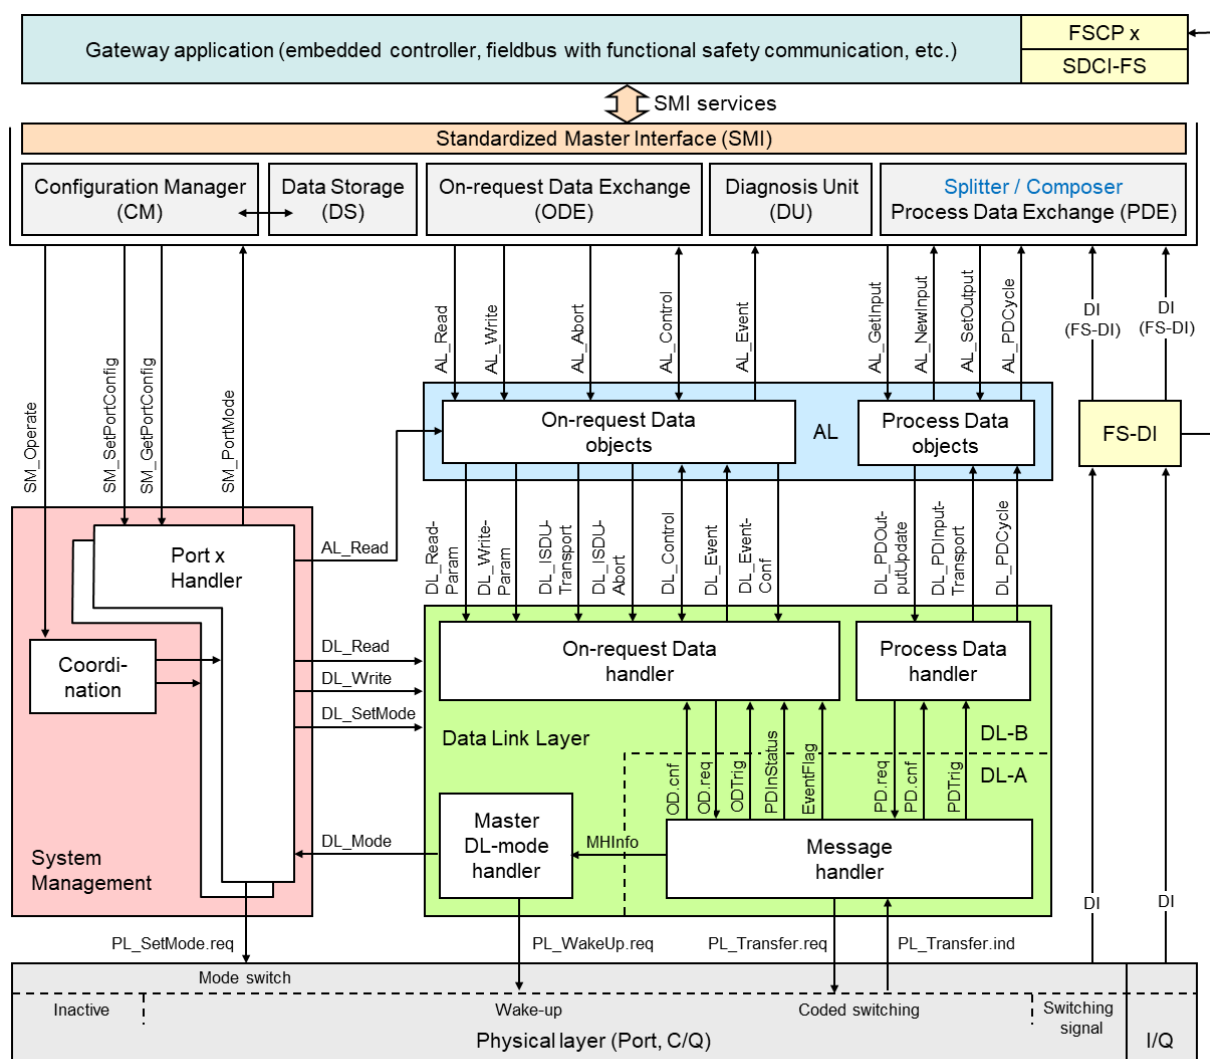 Gateway application (embedded controller, fieldbus with functional safety communication, etc.)
FSCP x
SDCI-FS
SMI services
Standardized Master Interface (SMI)
Configuration Manager
(CM)
Data Storage
(DS)
On-request Data Exchange
(ODE)
Diagnosis Unit
(DU)
Splitter / Composer
Process Data Exchange (PDE)
SM_Operate
SM_SetPortConfig
SM_GetPortConfig
SM_PortMode
AL_Read
AL_Write
AL_Abort
AL_Control
AL_Event
AL_GetInput
AL_NewInput
AL_SetOutput
AL_PDCycle
DI
(FS-DI)
DI
(FS-DI)
On-request Data
objects
AL
Process Data
objects
FS-DI
Port x
Handler
AL_Read
DL_Read-
Param
DL_Write-
Param
DL_ISDU-
Transport
DL_ISDU-
Abort
DL_Control
DL_Event
DL_Event-
Conf
DL_PDOut-
putUpdate
DL_PDInput-
Transport
DL_PDCycle
Coordi-
nation
DL_Read
DL_Write
DL_SetMode
On-request Data
handler
Process Data
handler
Data Link Layer
DL-B
DL-A
OD.cnf
OD.req
ODTrig
PDInStatus
EventFlag
PD.req
PD.cnf
PDTrig
System
Management
DL_Mode
Master
DL-mode
handler
MHInfo
Message
handler
DI
DI
PL_SetMode.req
PL_WakeUp.req
PL_Transfer.req
PL_Transfer.ind
Mode switch
Inactive
Wake-up
Coded switching
Switching
signal
Physical layer (Port, C/Q)
I/Q